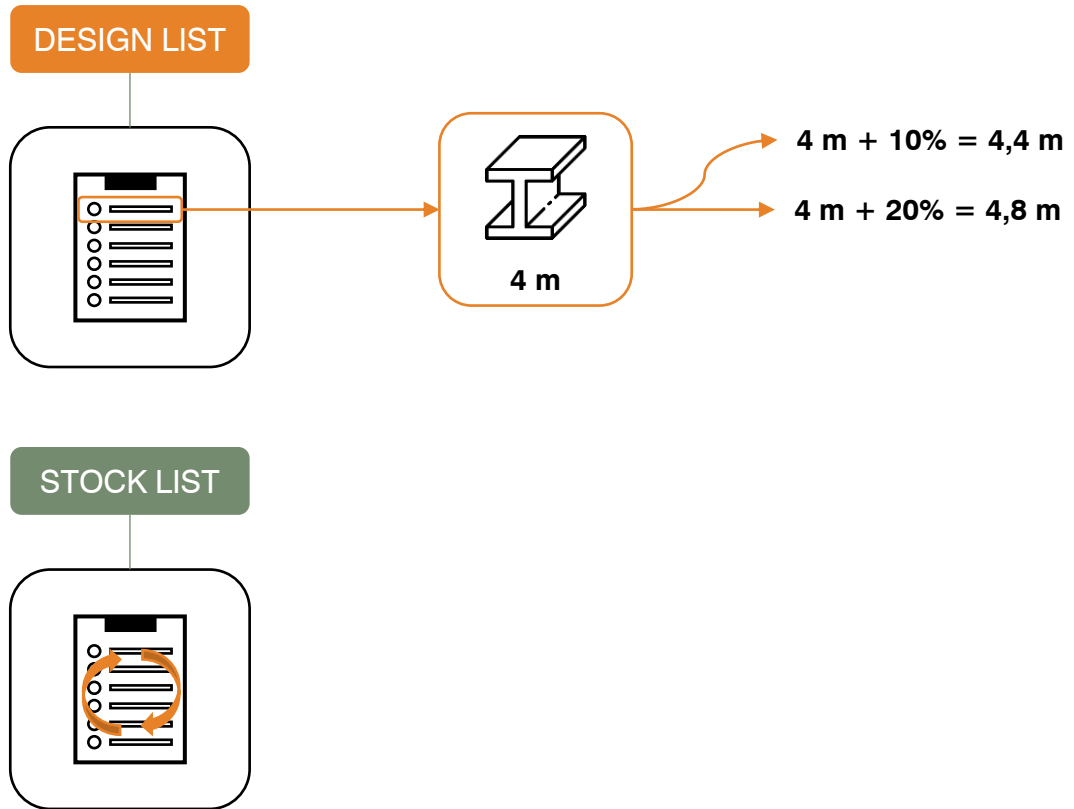 DESIGN LIST
4 m + 10% = 4,4 m
4 m + 20% = 4,8 m
4 m
STOCK LIST